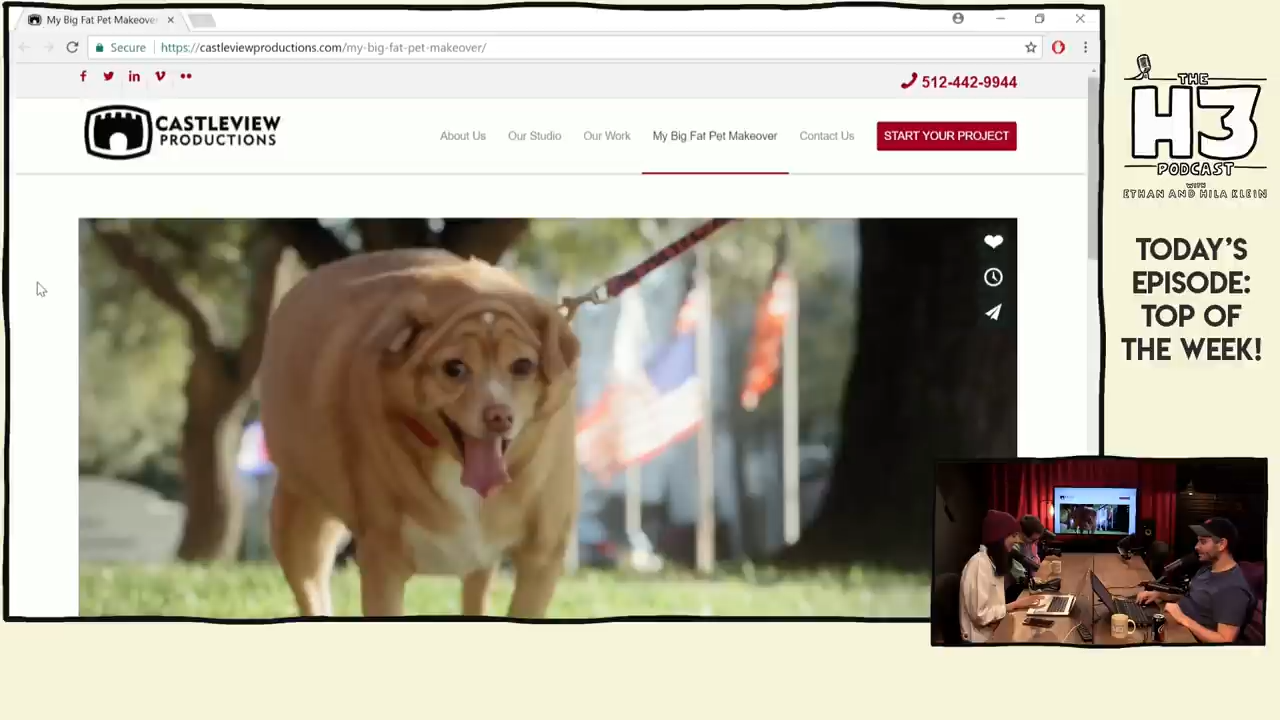 My Big Fat Pet Makeove
Secure
https://castleviewproductions.com/my-big-fat-pet-makeover/
512-442-9944
CASTLEVIEW
PRODUCTIONS
About Us
Our Studio
Our Work
My Big Fat Pet Makeover
Contact Us
START YOUR PROJECT
THE
H3
PODCAST
WITH
ETHAN AND HILA KLEIN
TODAY'S
EPISODE:
TOP OF
THE WEEK!